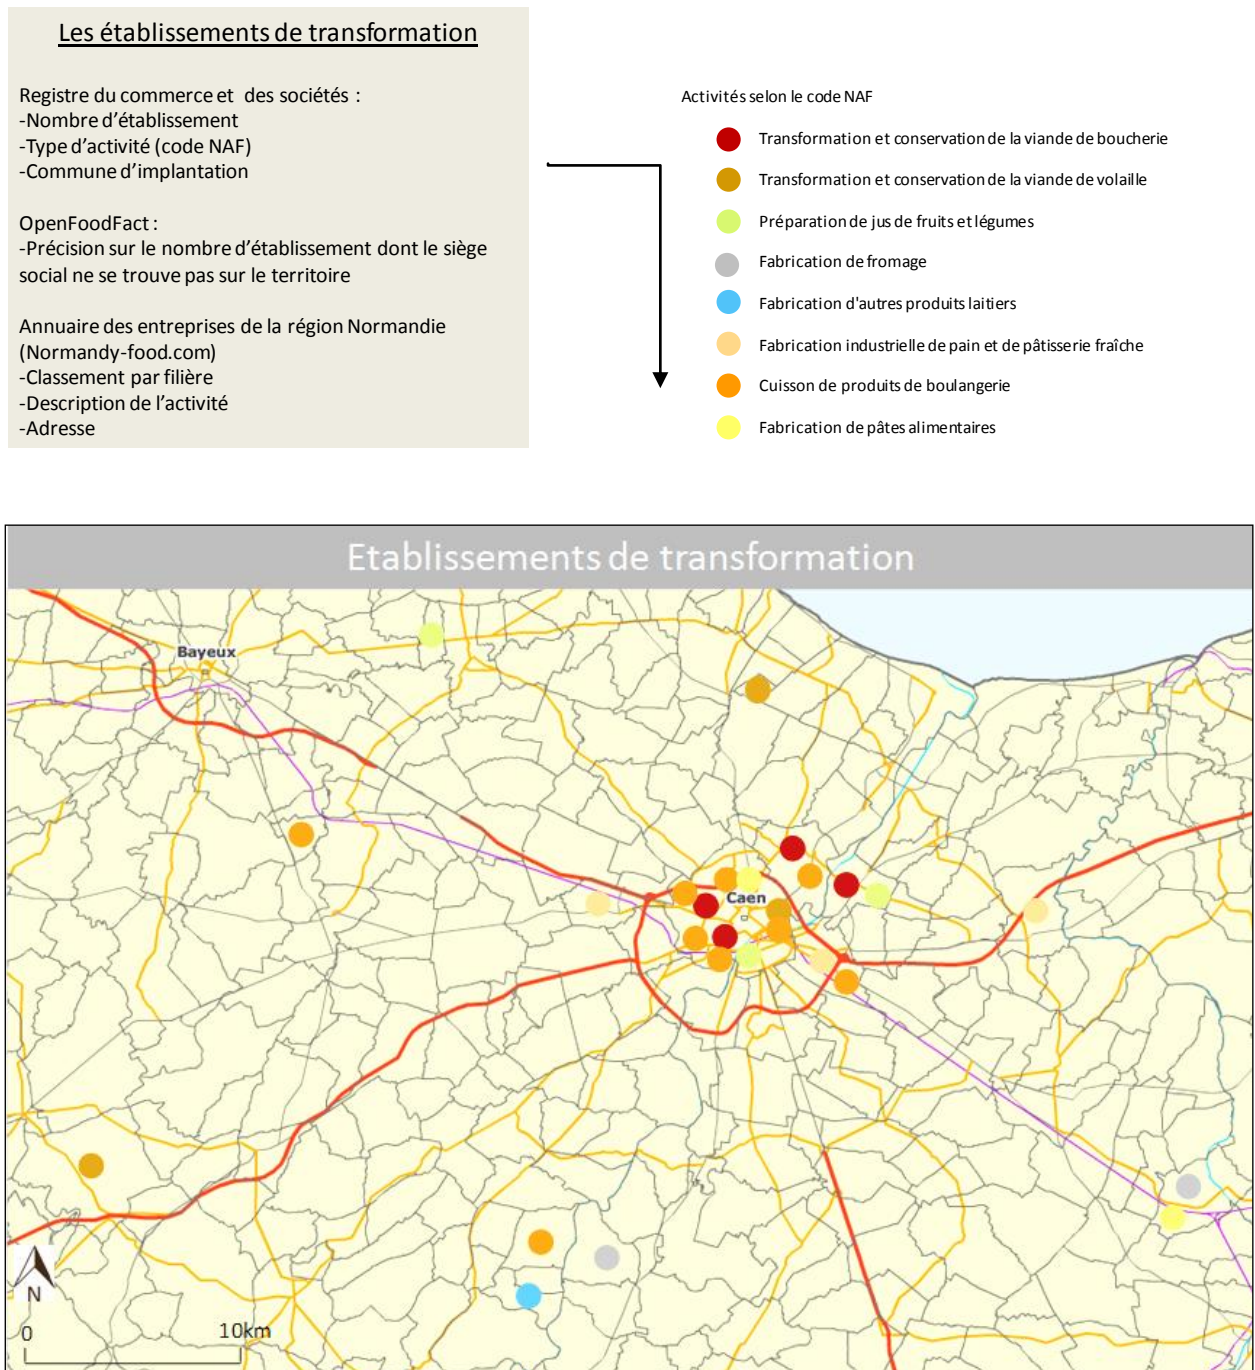 Les établissements de transformation
Registre du commerce et des sociétés :
-Nombre d'établissement
-Type d'activité (code NAF)
-Commune d'implantation
OpenFoodFact :
-Précision sur le nombre d'établissement dont le siège
social ne se trouve pas sur le territoire
Annuaire des entreprises de la région Normandie
(Normandy-food.com)
-Classement par filière
-Description de l'activité
-Adresse
Activités selon le code NAF
Transformation et conservation de la viande de boucherie
Transformation et conservation de la viande de volaille
Préparation de jus de fruits et légumes
Fabrication de fromage
Fabrication d'autres produits laitiers
Fabrication industrielle de pain et de pâtisserie fraîche
Cuisson de produits de boulangerie
Fabrication de pâtes alimentaires
Etablissements de transformation
Bayeux
Caen
N
0
10km